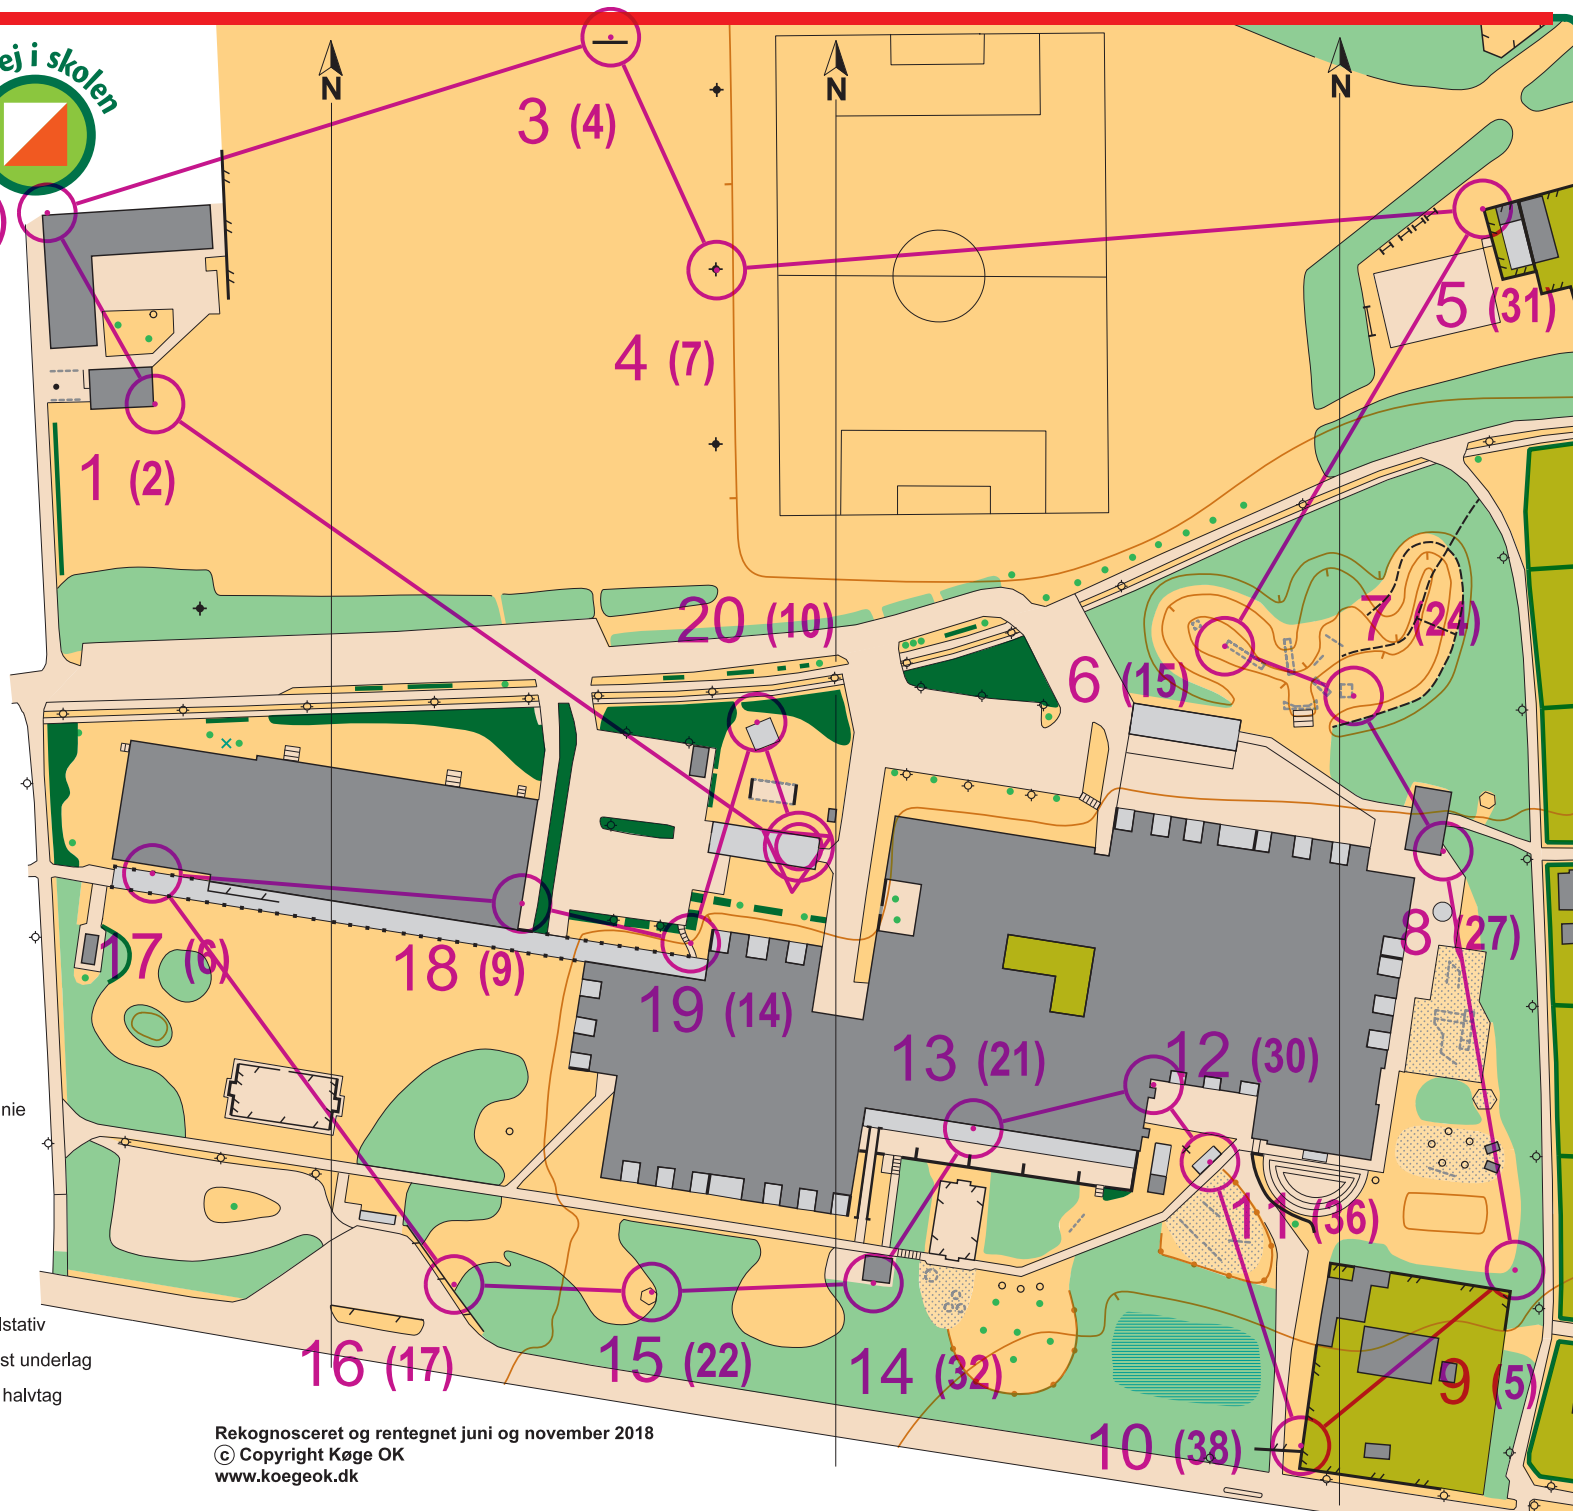 ej i skolen
N
N
N
3 (4)
4 (7)
5 (31)
1 (2)
20 (10)
7 (24)
6 (15)
17 (6)
18 (9)
19 (14)
8 (27)
13 (21)
12 (30)
nie
11 (36)
lstativ
st underlag
halvtag
16 (17)
15 (22)
14 (32)
9 (5)
10 (38)
Rekognosceret og rentegnet juni og november 2018
© Copyright Køge OK
www.koegeok.dk